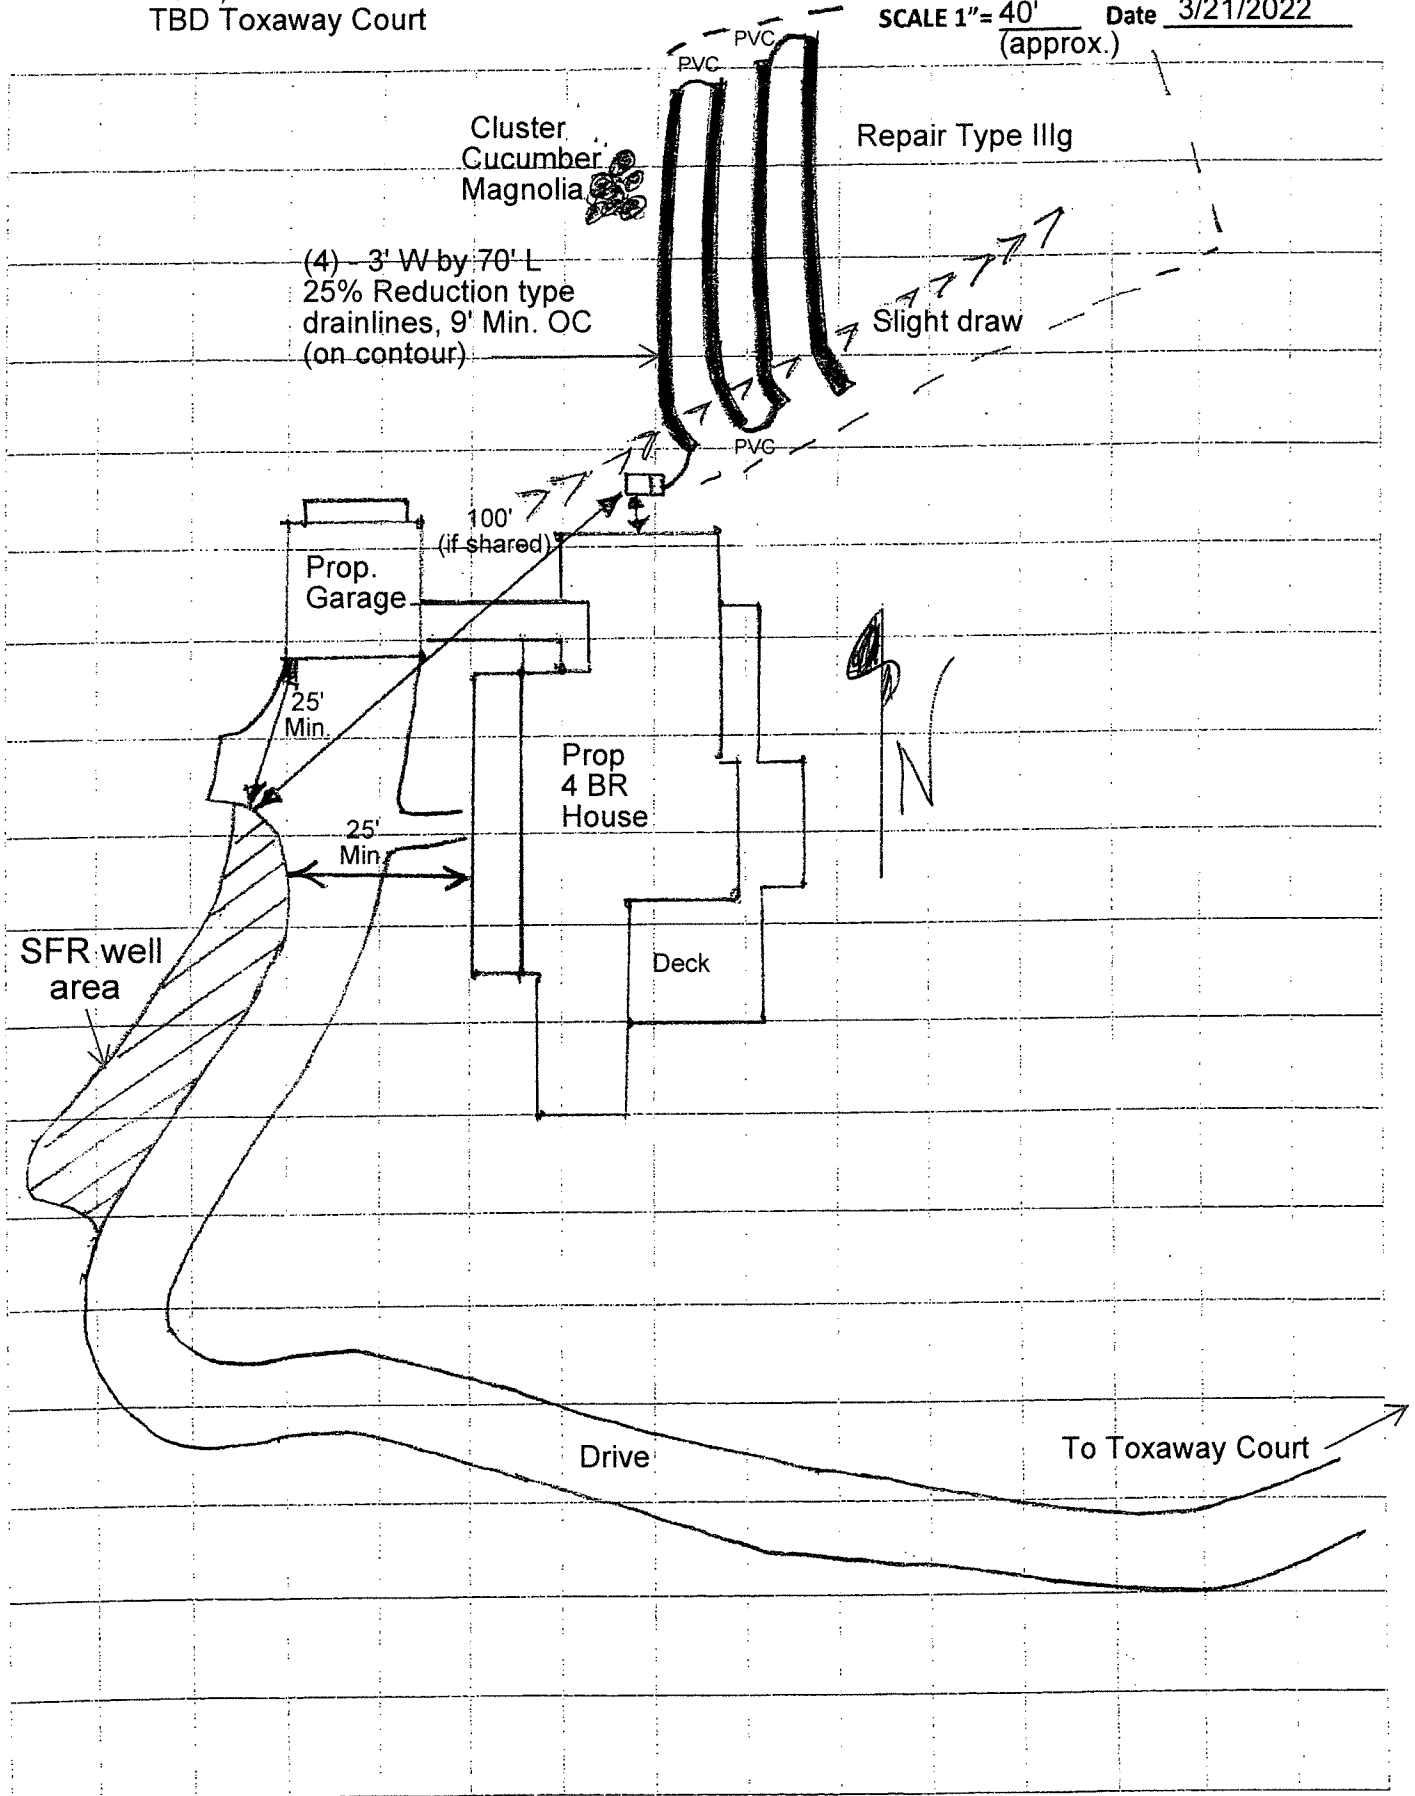 TBD Toxaway Court
SCALE 1"= 40' Date 3/21/2022
(approx.)
PVC
PVC
Cluster
Cucumber
Magnolia
Repair Type IIIg
(4) - 3' W by 70' L
25% Reduction type
drainlines, 9' Min. OC
(on contour)
Slight draw
PVC
100'
(if shared)
Prop.
Garage
25'
Min.
Prop
4 BR
House
N
25'
Min
SFR well
area
Deck
Drive
To Toxaway Court